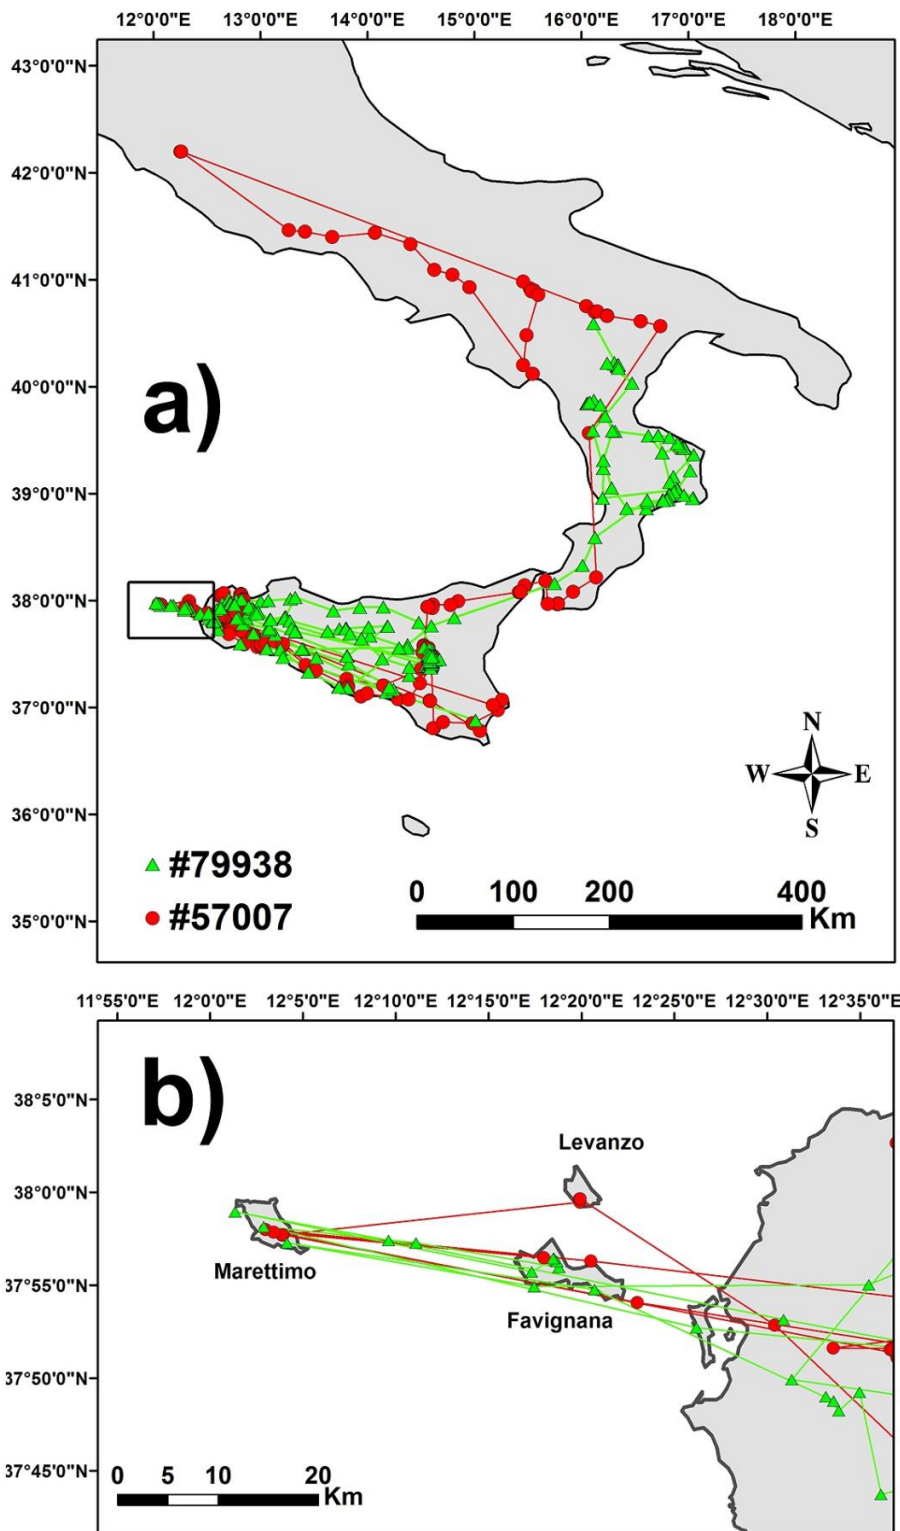 12°0'0"E 13°0'0"E 14°0'0"E 15°0'0"E 16°0'0"E 17°0'0"E 18°0'0"E
43°0'0"N
42°0'0"N
41°0'0"N
40°0'0"N
a)
39°0'0"N
38°0'0"N
37°0'0"N
N
W E
S
36°0'0"N
#79938
0 100 200 400
Km
#57007
35°0'0"N
11°55'0"E 12°0'0"E 12°5'0"E 12°10'0"E 12°15'0"E 12°20'0"E 12°25'0"E 12°30'0"E 12°35'0"E
b)
38°5'0"N
Levanzo
38°0'0"N
Marettimo
37°55'0"N
Favignana
37°50'0"N
37°45'0"N
0 5 10 20
Km